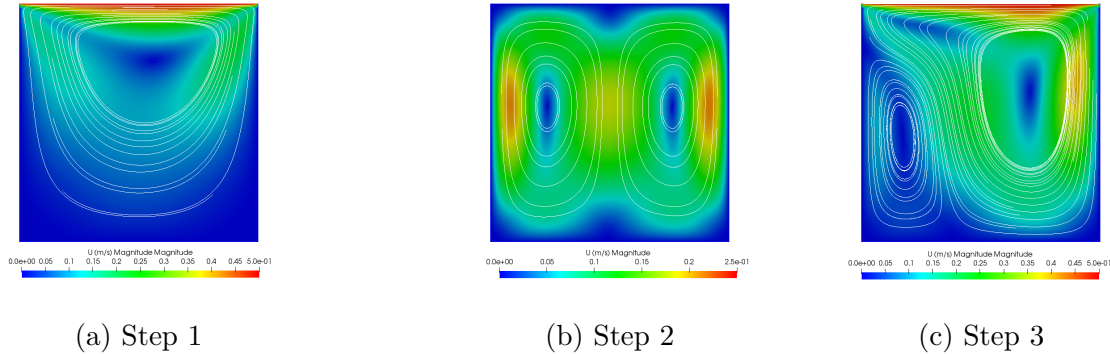 U (m/s) Magnitude Magnitude
0.0e+00 0.05 0.1 0.15 0.2 0.25 0.3 0.35 0.4 0.45 5.0e-01
(a) Step 1
U (m/s) Magnitude Magnitude
0.0e+00 0.05 0.1 0.15 0.2 2.5e-01
(b) Step 2
U (m/s) Magnitude Magnitude
0.0e+00 0.05 0.1 0.15 0.2 0.25 0.3 0.35 0.4 0.45 5.0e-01
(c) Step 3